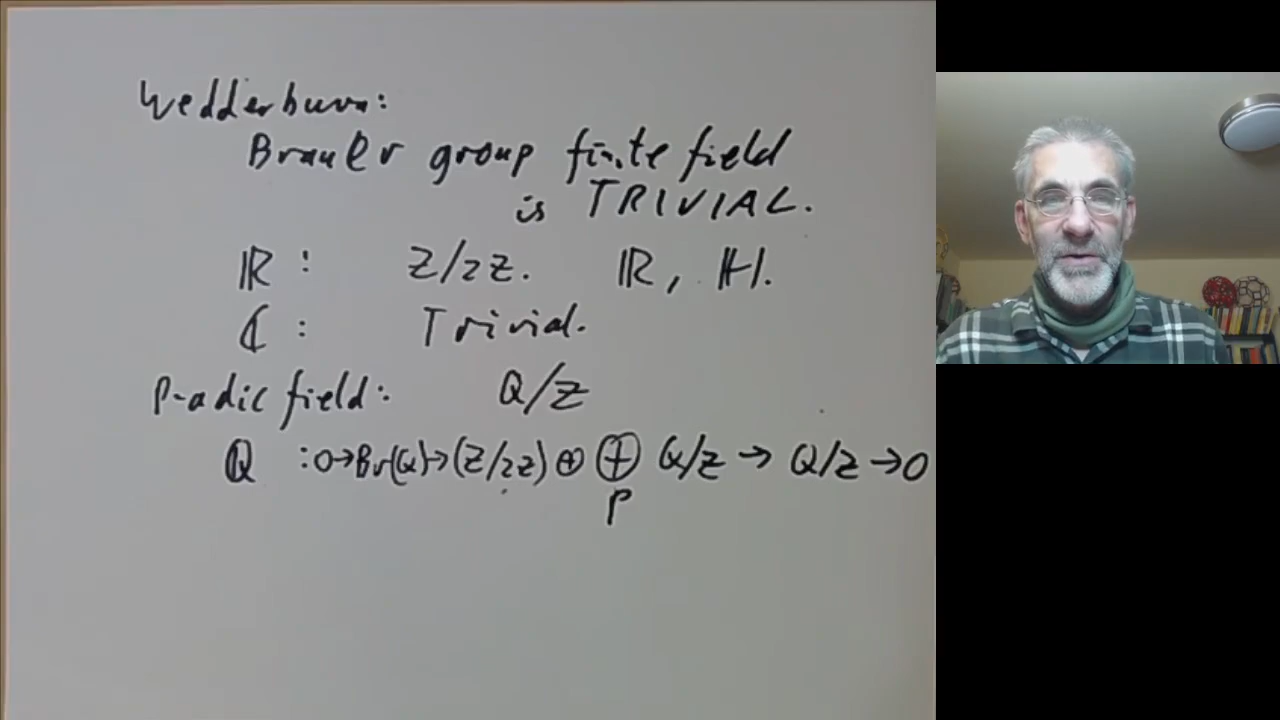 Wedderburn:
Brauer group finite field
is TRIVIAL.
ℝ : Z/2Z. ℝ, ℍ.
ℂ : Trivial.
P-adic field: Q/Z
ℚ : 0→Br(Q)→(Z/2Z)⊕⊕Q/Z→Q/Z→0
p